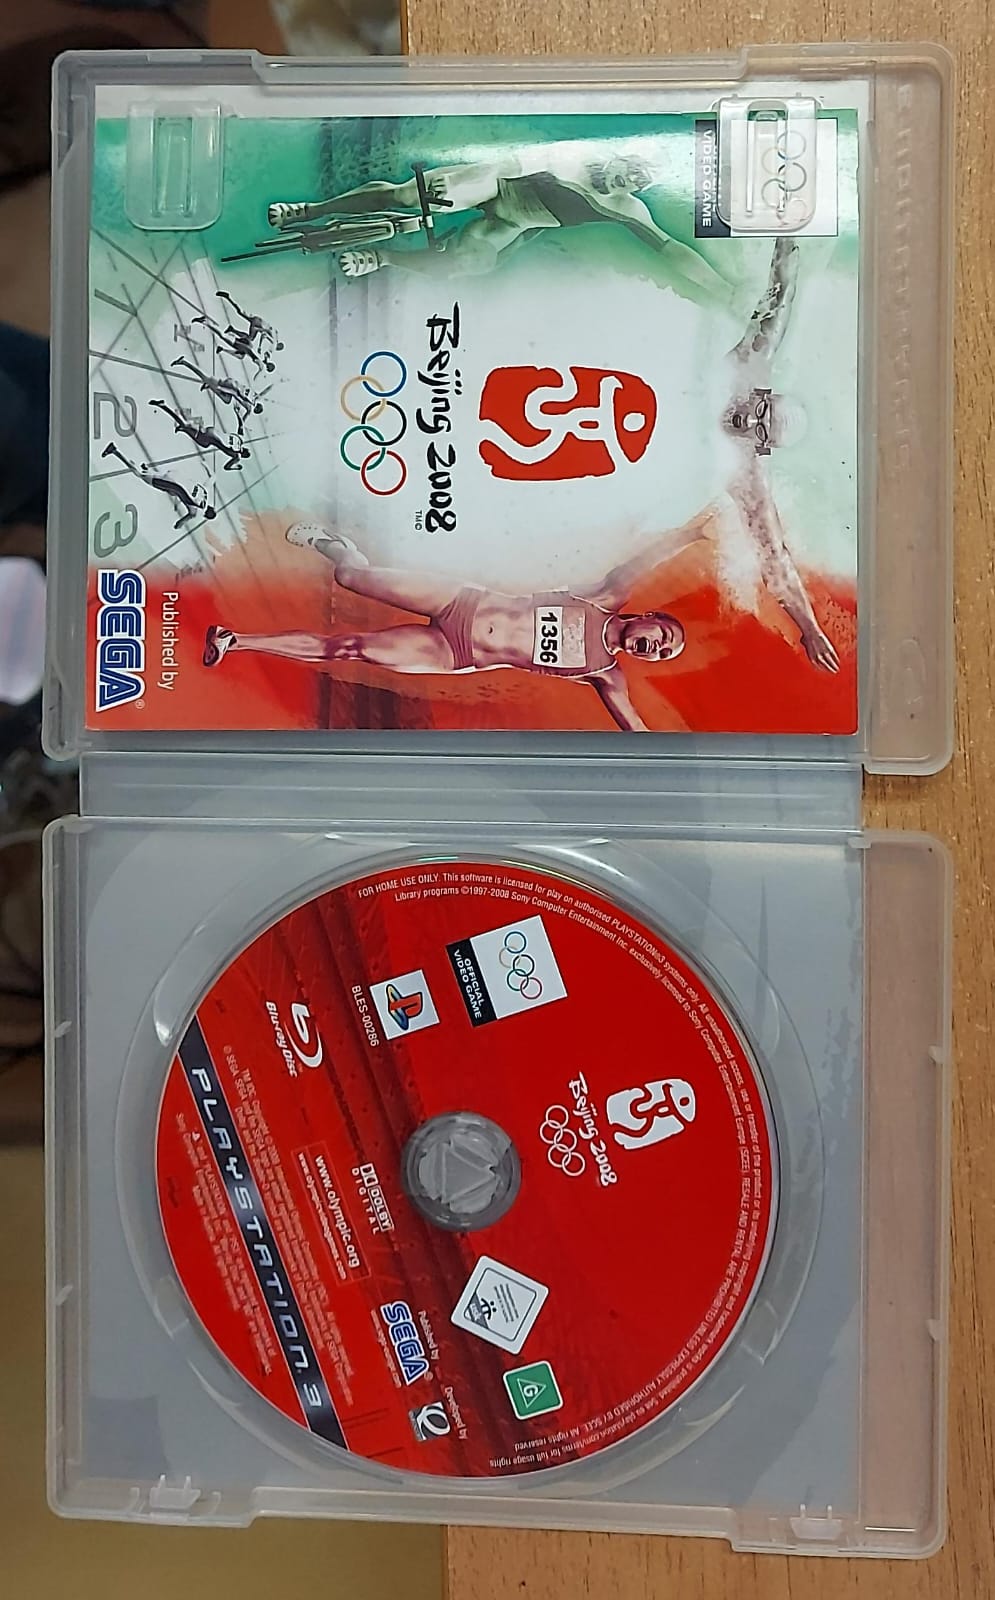 VIDEO GAME
Beijing 2008
TM©
1356
1
2
3
Published by
SEGA®
FOR HOME USE ONLY. This software is licensed for play on authorised PLAYSTATION®3 systems only. All unauthorised access, use or transfer of the product or its underlying copyright and trademark works is prohibited. See eu.playstation.com/terms for full usage rights.
Library programs ©1997-2008 Sony Computer Entertainment Inc. exclusively licensed to Sony Computer Entertainment Europe (SCEE). RESALE AND RENTAL ARE PROHIBITED UNLESS EXPRESSLY AUTHORISED BY SCEE. All rights reserved
OFFICIAL
VIDEO GAME
BLES-00286
Blu-ray Disc
Beijing 2008
DOLBY
DIGITAL
www.olympic.org
www.olympicvideogames.com
Published by
SEGA®
Developed by
G
PLAYSTATION®3